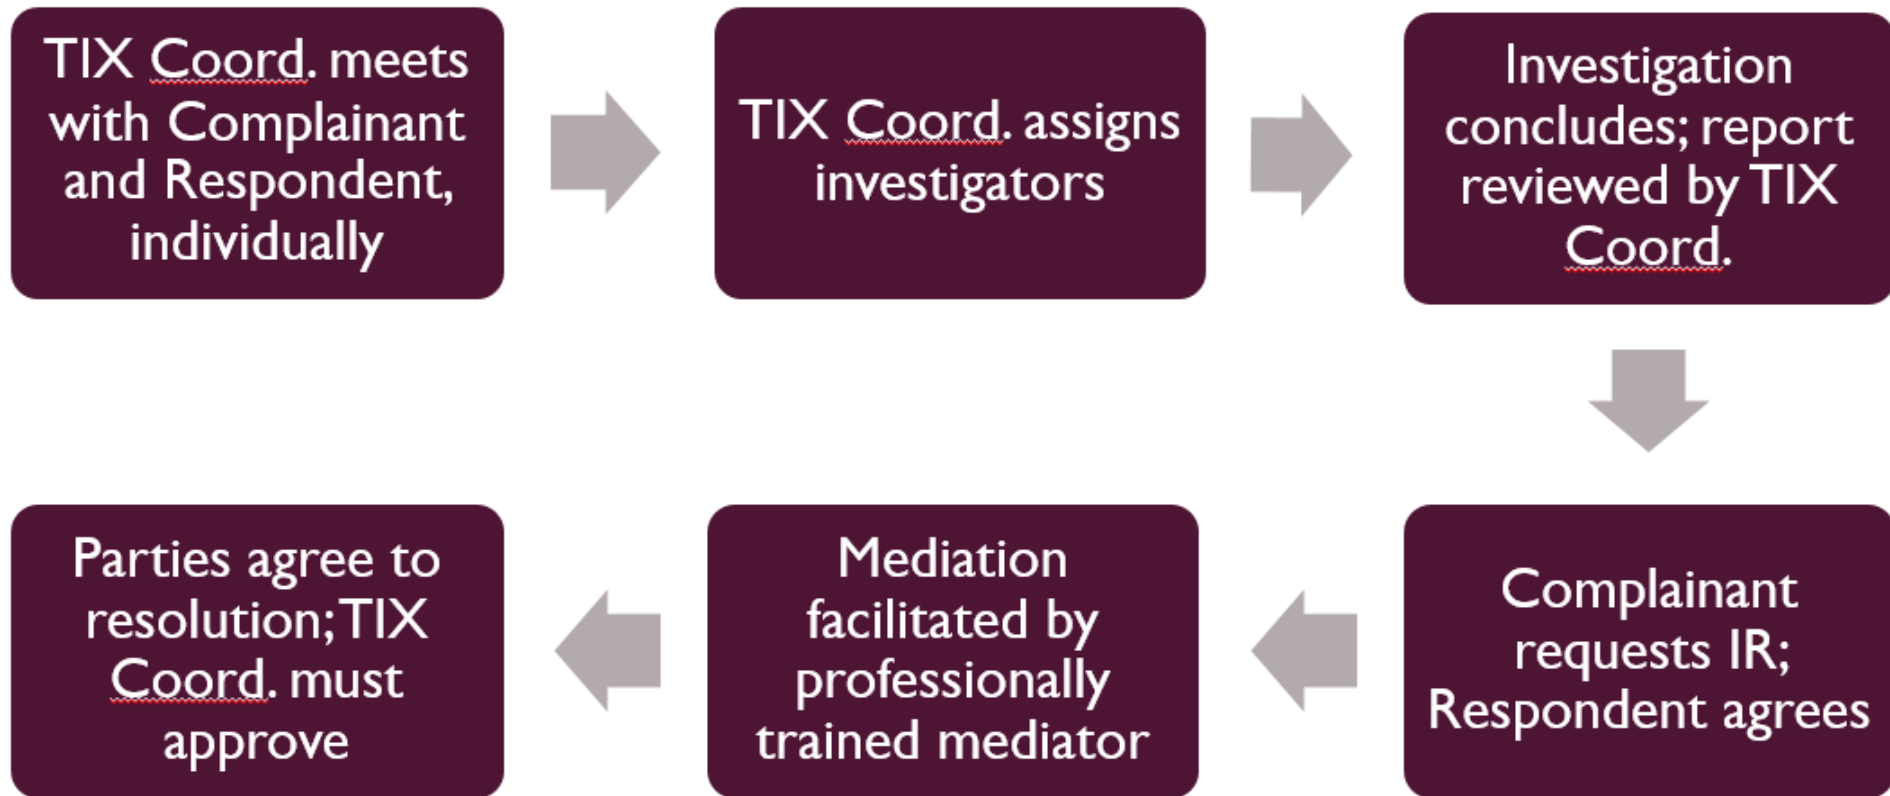 TIX Coord. meets
with Complainant
and Respondent,
individually
TIX Coord. assigns
investigators
Investigation
concludes; report
reviewed by TIX
Coord.
Complainant
requests IR;
Respondent agrees
Mediation
facilitated by
professionally
trained mediator
Parties agree to
resolution; TIX
Coord. must
approve